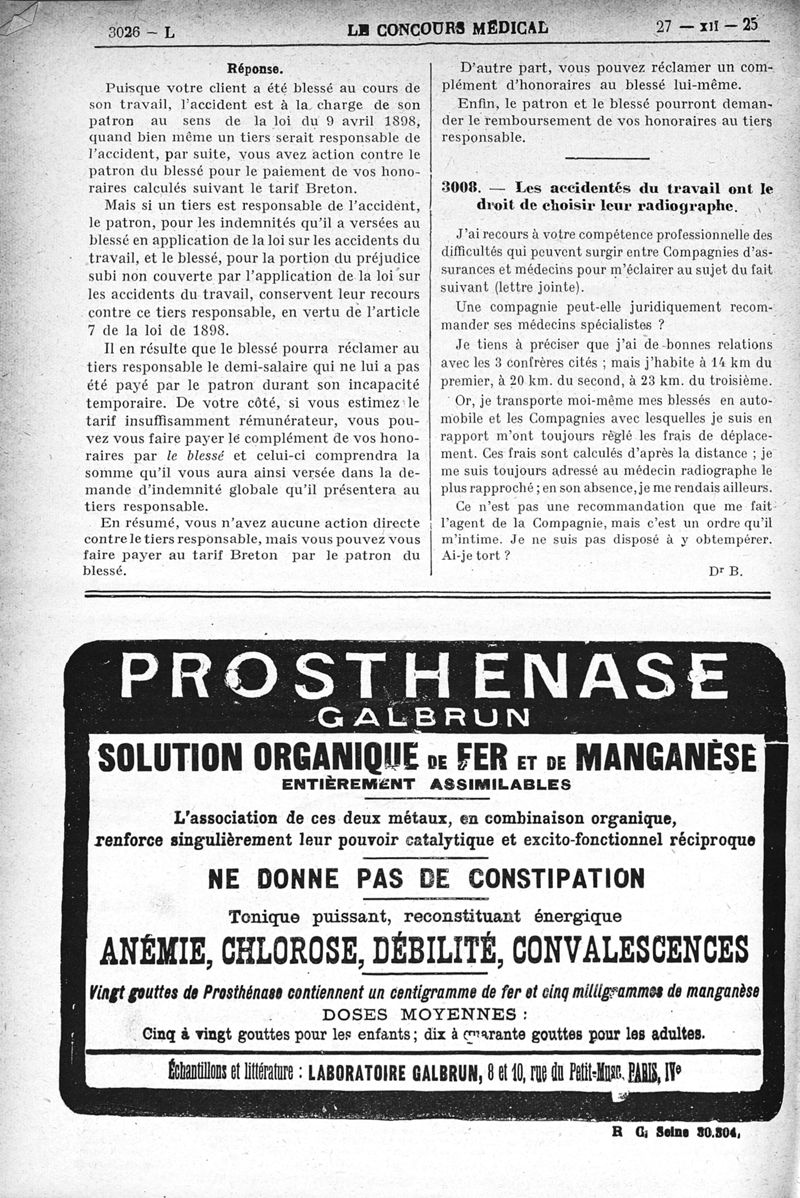 3026 – L
LE CONCOURS MÉDICAL
27 — XII — 25
Réponse.
Puisque votre client a été blessé au cours de
son travail, l'accident est à la charge de son
patron au sens de la loi du 9 avril 1898,
quand bien même un tiers serait responsable de
l'accident, par suite, vous avez action contre le
patron du blessé pour le paiement de vos hono-
raires calculés suivant le tarif Breton.
Mais si un tiers est responsable de l'accident,
le patron, pour les indemnités qu'il a versées au
blessé en application de la loi sur les accidents du
travail, et le blessé, pour la portion du préjudice
subi non couverte par l'application de la loi sur
les accidents du travail, conservent leur recours
contre ce tiers responsable, en vertu de l'article
7 de la loi de 1898.
Il en résulte que le blessé pourra réclamer au
tiers responsable le demi-salaire qui ne lui a pas
été payé par le patron durant son incapacité
temporaire. De votre côté, si vous estimez le
tarif insuffisamment rémunérateur, vous pou-
vez vous faire payer le complément de vos hono-
raires par le blessé et celui-ci comprendra la
somme qu'il vous aura ainsi versée dans la de-
mande d'indemnité globale qu'il présentera au
tiers responsable.
En résumé, vous n'avez aucune action directe
contre le tiers responsable, mais vous pouvez vous
faire payer au tarif Breton par le patron du
blessé.
D'autre part, vous pouvez réclamer un com-
plément d'honoraires au blessé lui-même.
Enfin, le patron et le blessé pourront deman-
der le remboursement de vos honoraires au tiers
responsable.
3008. — Les accidentés du travail ont le
droit de choisir leur radiographe.
J'ai recours à votre compétence professionnelle des
difficultés qui peuvent surgir entre Compagnies d'as-
surances et médecins pour m'éclairer au sujet du fait
suivant (lettre jointe).
Une compagnie peut-elle juridiquement recom-
mander ses médecins spécialistes ?
Je tiens à préciser que j'ai de bonnes relations
avec les 3 confrères cités ; mais j'habite à 14 km du
premier, à 20 km. du second, à 23 km. du troisième.
Or, je transporte moi-même mes blessés en auto-
mobile et les Compagnies avec lesquelles je suis en
rapport m'ont toujours règlé les frais de déplace-
ment. Ces frais sont calculés d'après la distance ; je
me suis toujours adressé au médecin radiographe le
plus rapproché ; en son absence, je me rendais ailleurs.
Ce n'est pas une recommandation que me fait
l'agent de la Compagnie, mais c'est un ordre qu'il
m'intime. Je ne suis pas disposé à y obtempérer.
Ai-je tort ?
Dr B.
PROSTHÉNASE
GALBRUN
SOLUTION ORGANIQUE DE FER ET DE MANGANÈSE
ENTIÈREMENT ASSIMILABLES
L'association de ces deux métaux, en combinaison organique,
renforce singulièrement leur pouvoir catalytique et excito-fonctionnel réciproque
NE DONNE PAS DE CONSTIPATION
Tonique puissant, reconstituant énergique
ANÉMIE, CHLOROSE, DÉBILITÉ, CONVALESCENCES
Vingt gouttes de Prosthénase contiennent un centigramme de fer et cinq milligrammes de manganèse
DOSES MOYENNES :
Cinq à vingt gouttes pour les enfants ; dix à quarante gouttes pour les adultes.
Échantillons et littérature : LABORATOIRE GALBRUN, 8 et 10, rue du Petit-Musc, PARIS, IVe
R C. Seine 30.304,